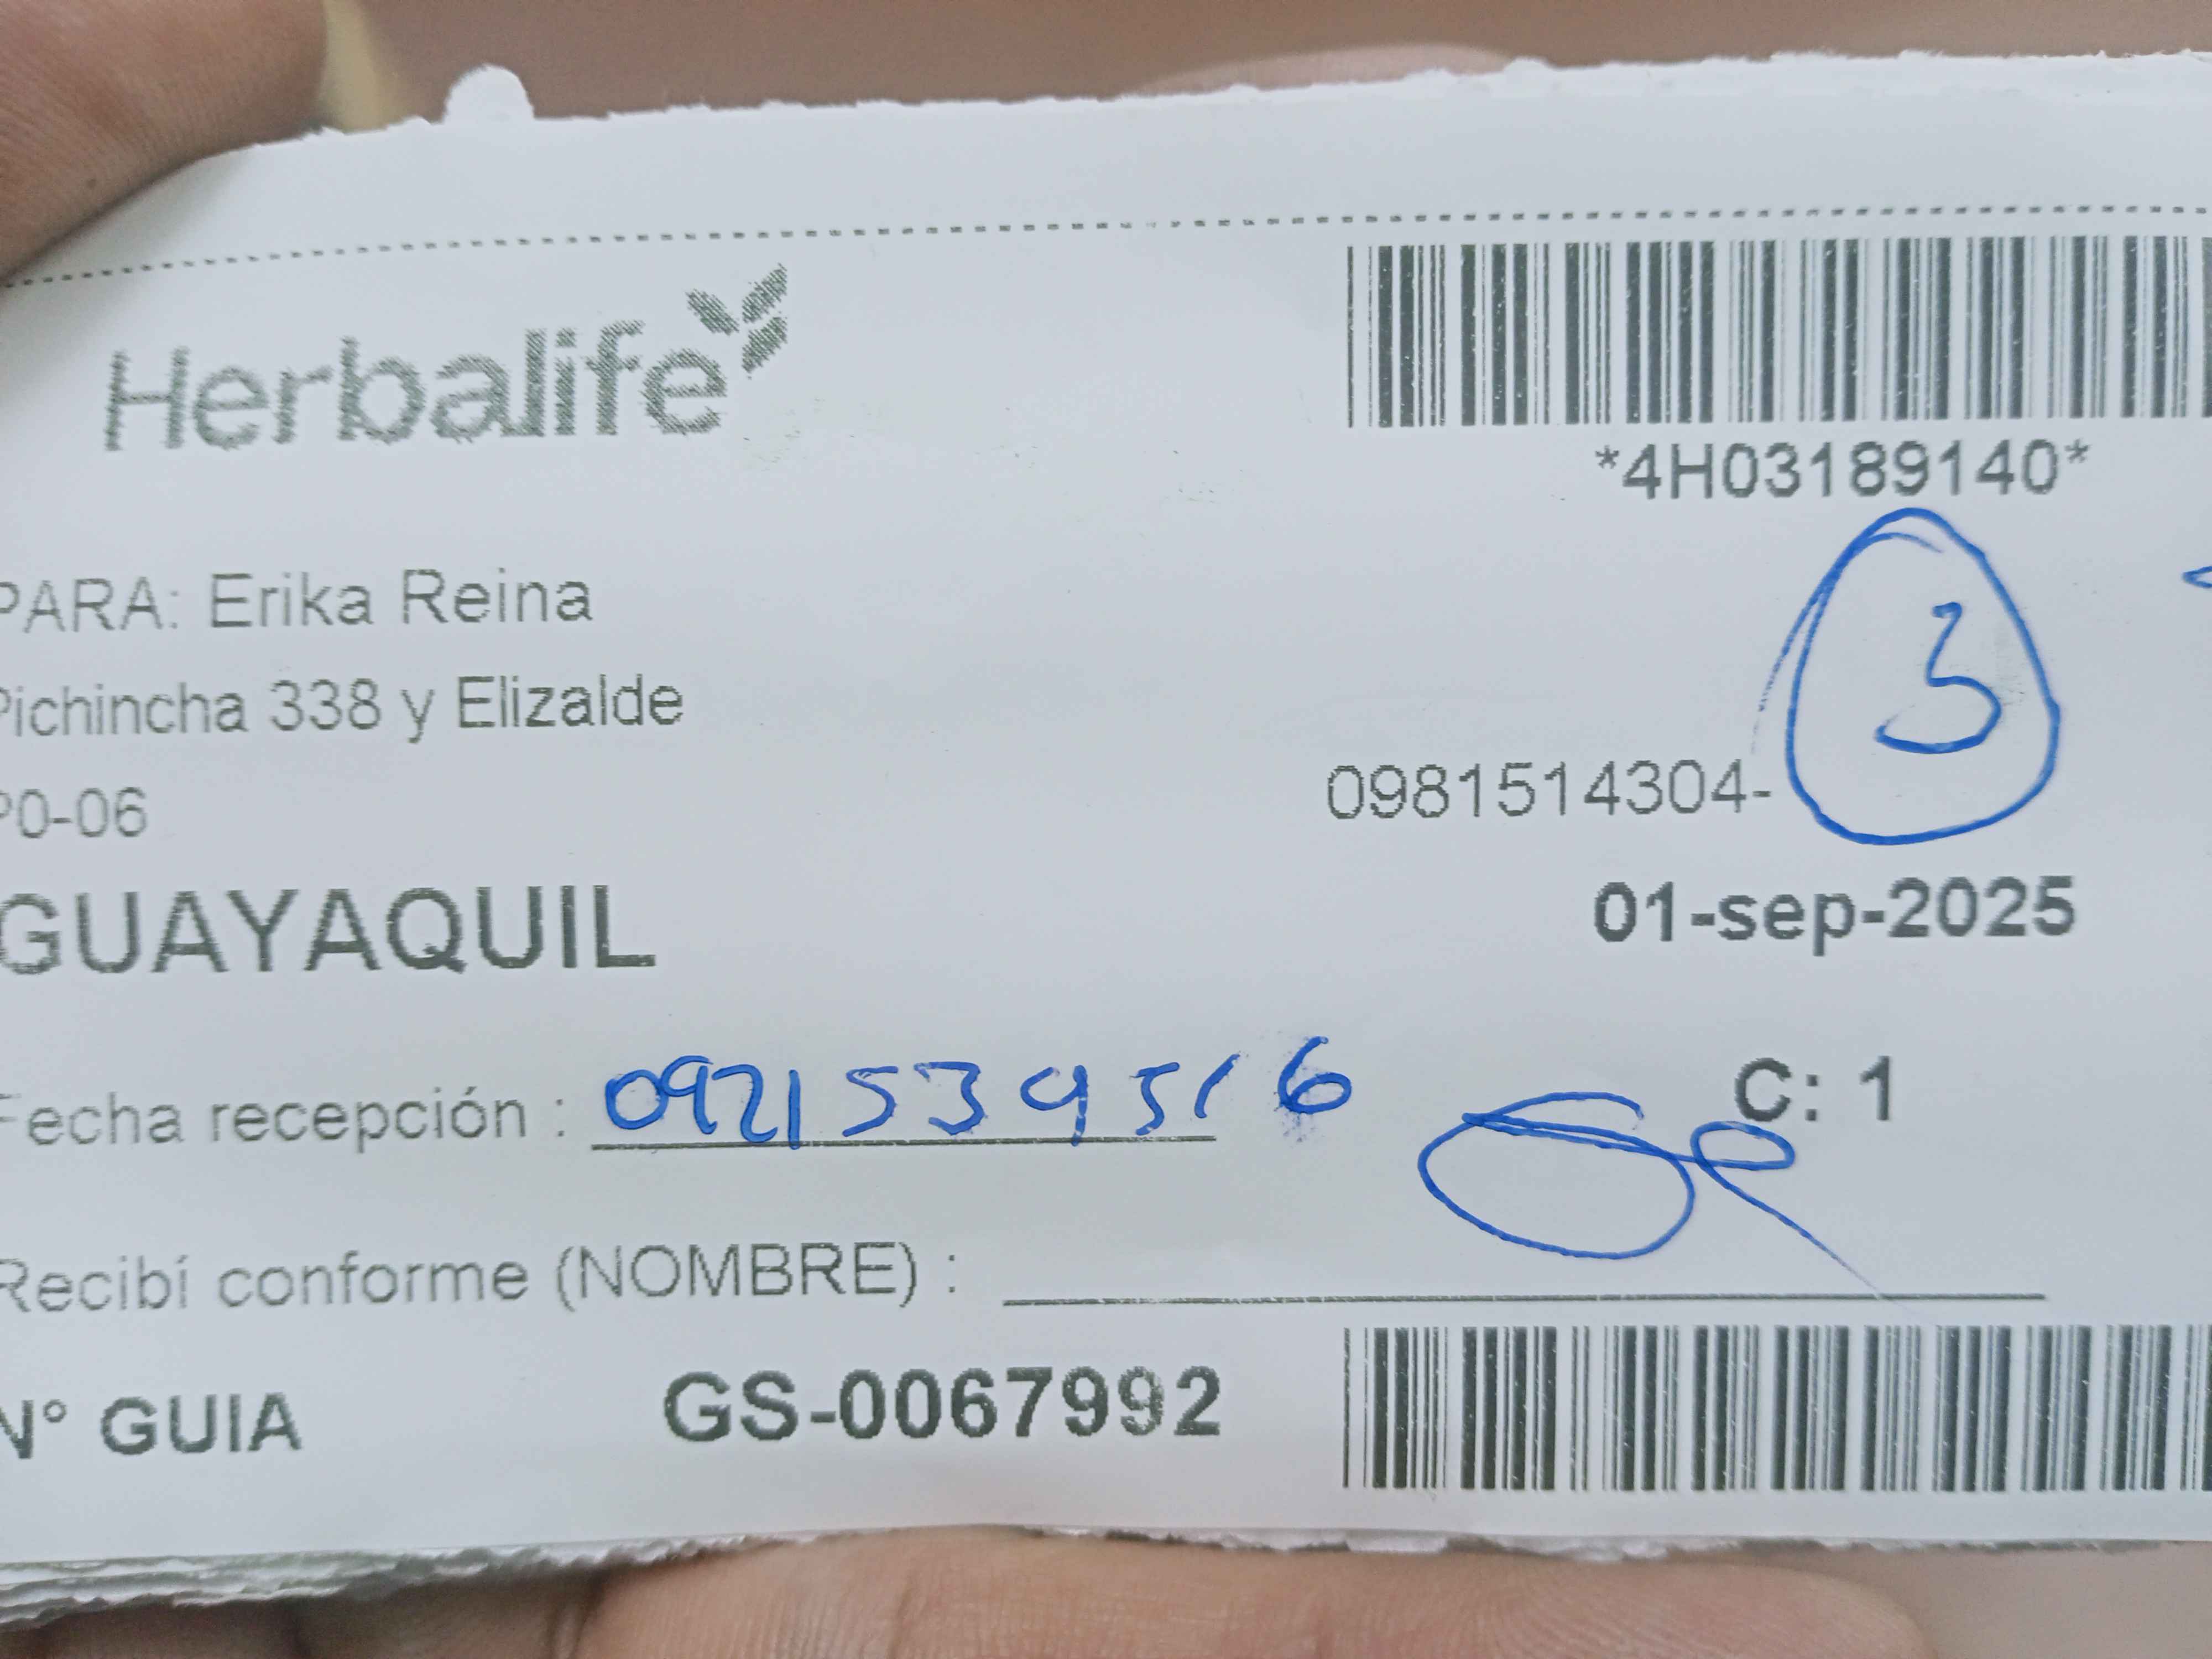 Herbalife
*4H03189140*
3
PARA: Erika Reina
Pichincha 338 y Elizalde
P0-06
0981514304-
GUAYAQUIL
01-sep-2025
Fecha recepción : 0921539516
C: 1
Recibí conforme (NOMBRE) :
N° GUIA GS-0067992